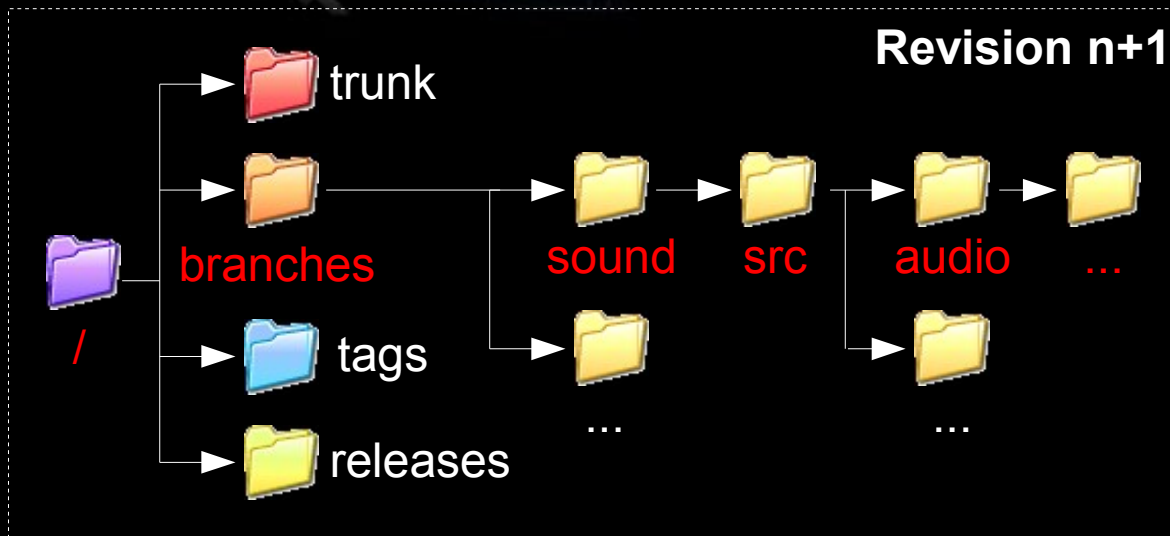 Revision n+1
trunk
branches
sound
src
audio
...
/
tags
...
...
releases